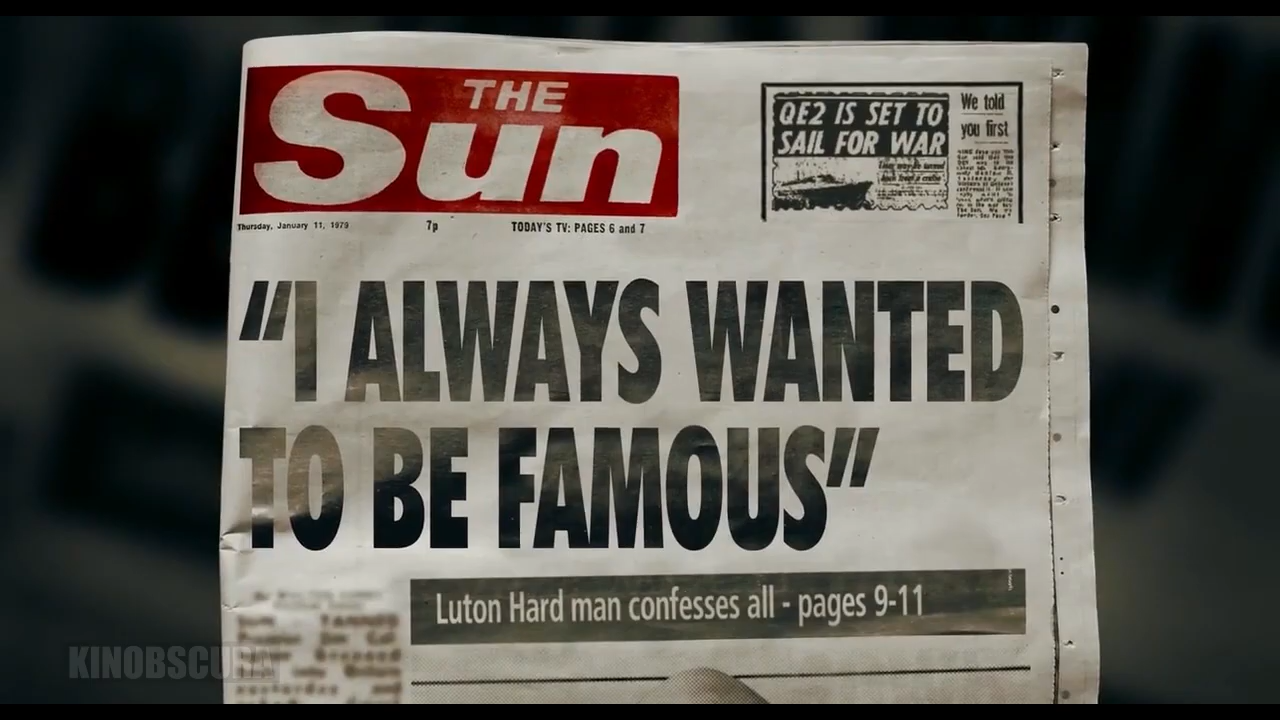 THE
Sun
Thursday, January 11, 1979
7p
TODAY'S TV: PAGES 6 and 7
QE2 IS SET TO
SAIL FOR WAR
We told
you first
“I ALWAYS WANTED
TO BE FAMOUS”
Luton Hard man confesses all - pages 9-11
KINOBSCURA